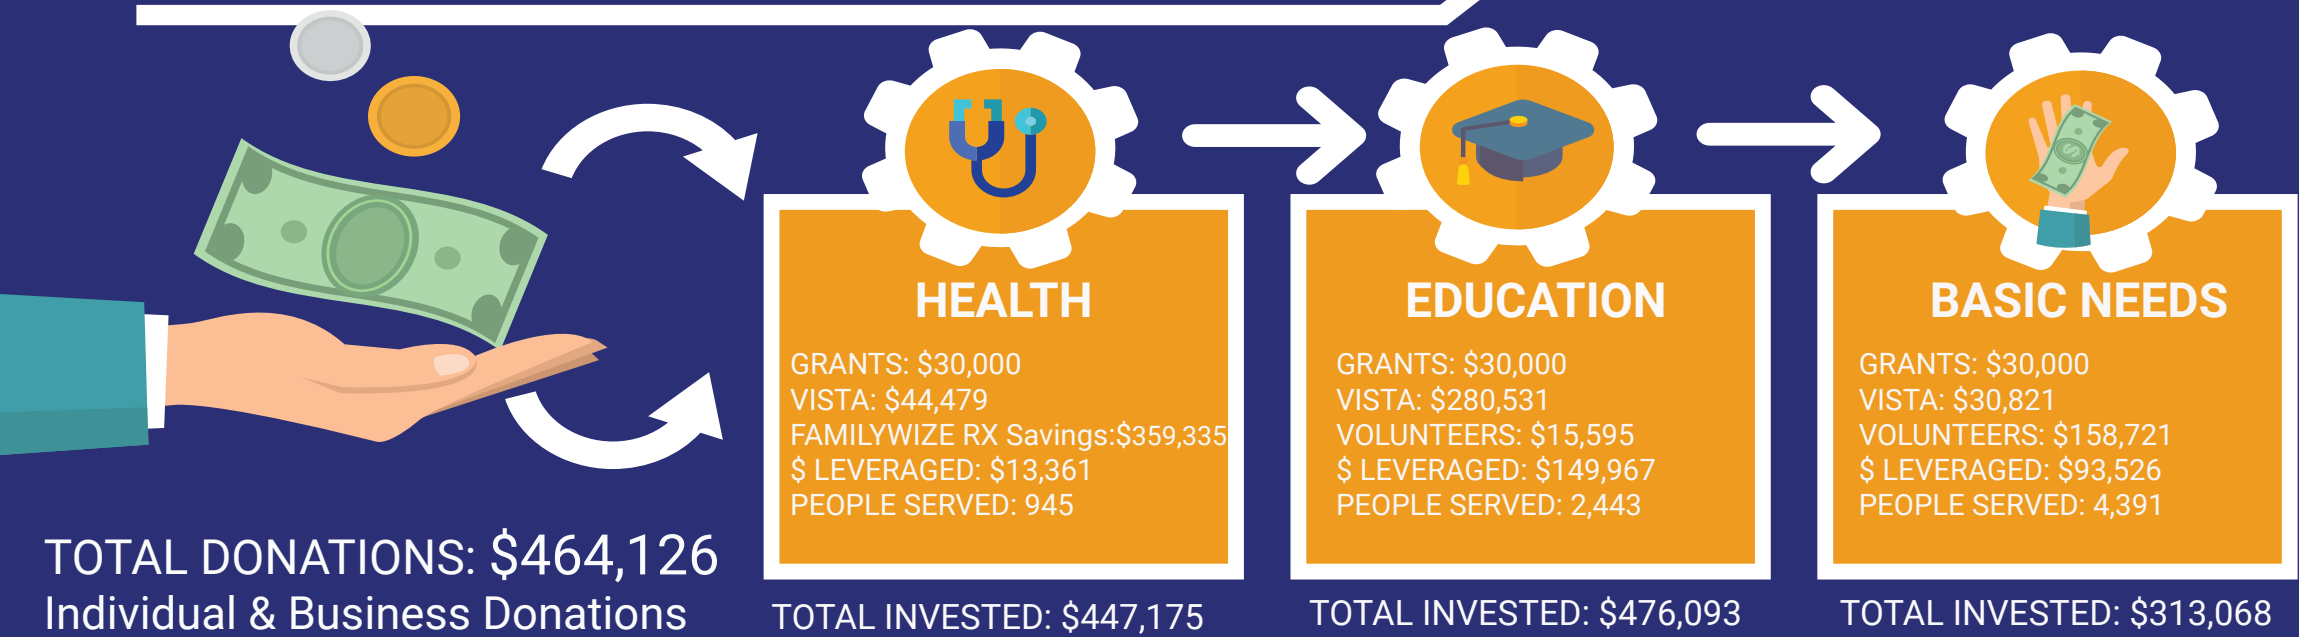 TOTAL DONATIONS: $464,126
Individual & Business Donations
HEALTH
GRANTS: $30,000
VISTA: $44,479
FAMILYWIZE RX Savings:$359,335
$ LEVERAGED: $13,361
PEOPLE SERVED: 945
TOTAL INVESTED: $447,175
EDUCATION
GRANTS: $30,000
VISTA: $280,531
VOLUNTEERS: $15,595
$ LEVERAGED: $149,967
PEOPLE SERVED: 2,443
TOTAL INVESTED: $476,093
BASIC NEEDS
GRANTS: $30,000
VISTA: $30,821
VOLUNTEERS: $158,721
$ LEVERAGED: $93,526
PEOPLE SERVED: 4,391
TOTAL INVESTED: $313,068